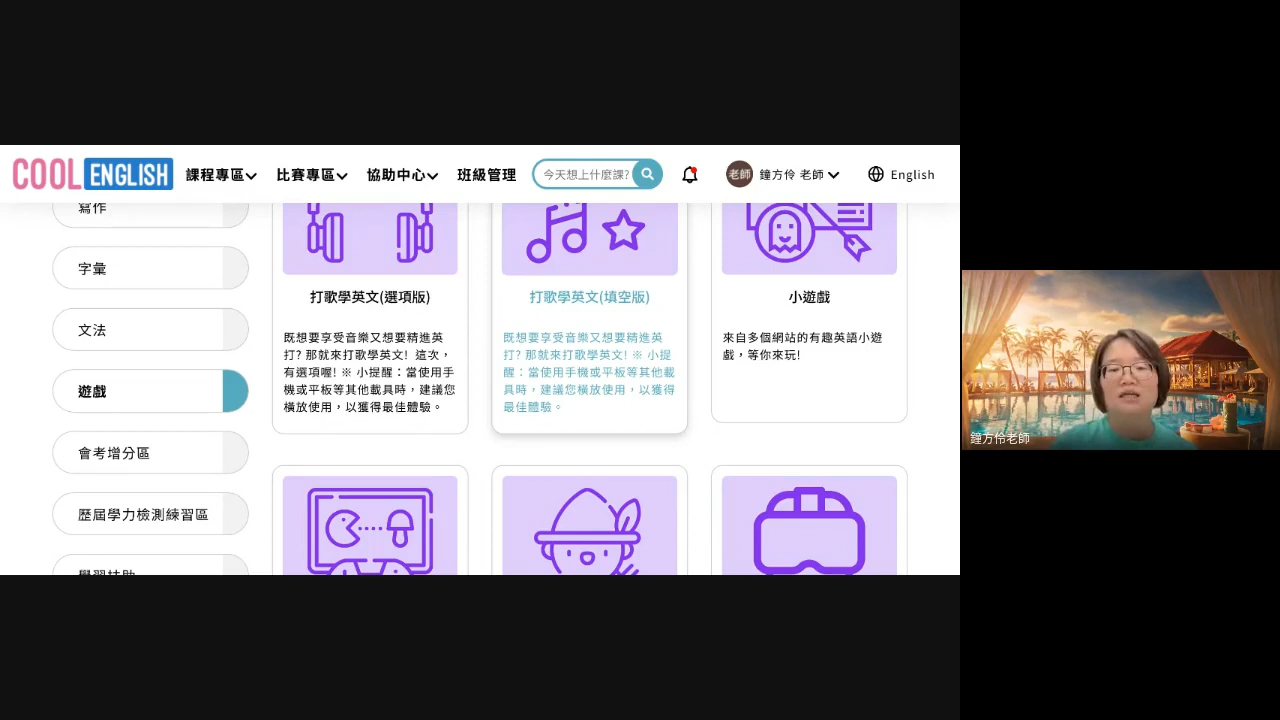 COOL ENGLISH
課程專區
比賽專區
協助中心
班級管理
今天想上什麼課?
老師
鐘方伶 老師
English
寫作
字彙
文法
遊戲
會考增分區
歷屆學力檢測練習區
學習扶助
打歌學英文(選項版)
既想要享受音樂又想要精進英
打? 那就來打歌學英文! 這次，
有選項喔! ※ 小提醒：當使用手
機或平板等其他載具時，建議您
橫放使用，以獲得最佳體驗。
打歌學英文(填空版)
既想要享受音樂又想要精進英
打? 那就來打歌學英文! ※ 小提
醒：當使用手機或平板等其他載
具時，建議您橫放使用，以獲得
最佳體驗。
小遊戲
來自多個網站的有趣英語小遊
戲，等你來玩!
鐘方伶老師